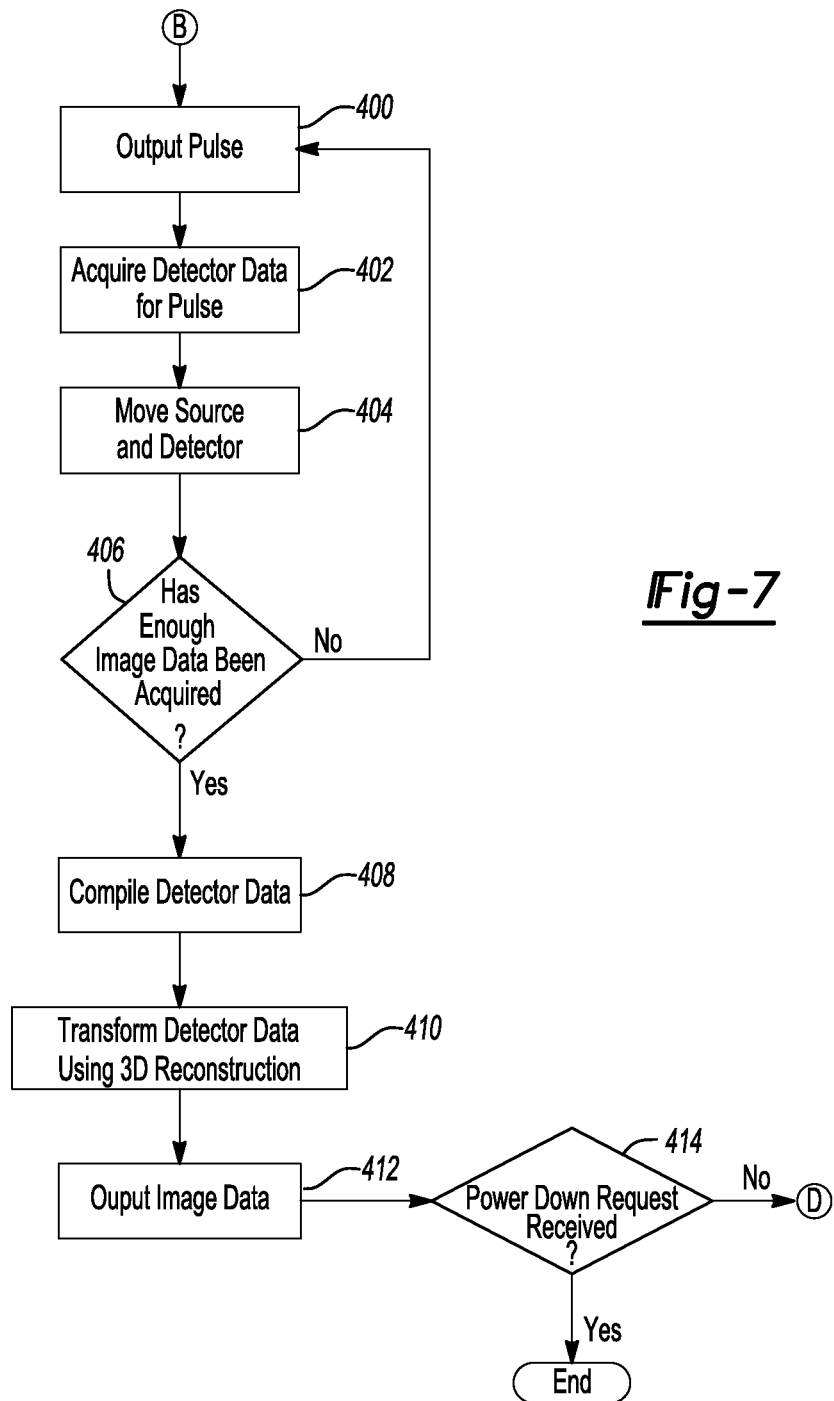 B
400
Output Pulse
Acquire Detector Data
for Pulse
402
Move Source
and Detector
404
406
Has
Enough
Image Data Been
Acquired
?
No
Fig-7
Yes
Compile Detector Data
408
Transform Detector Data
Using 3D Reconstruction
410
Ouput Image Data
412
414
Power Down Request
Received
?
No
D
Yes
End